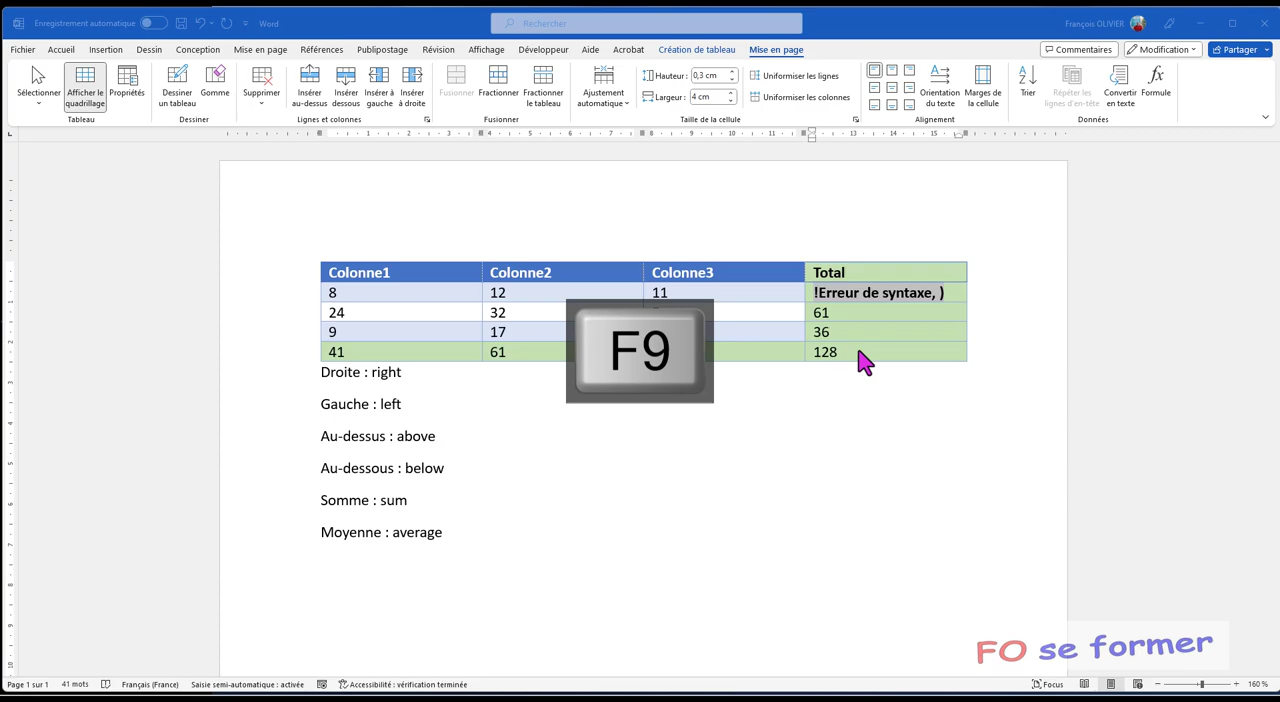 Enregistrement automatique
Word
Rechercher
François OLIVIER
Fichier Accueil Insertion Dessin Conception Mise en page Références Publipostage Révision Affichage Développeur Aide Acrobat Création de tableau Mise en page
Commentaires Modification Partager
Sélectionner
Afficher le quadrillage
Propriétés
Tableau
Dessiner un tableau
Gomme
Dessiner
Supprimer
Insérer au-dessus
Insérer dessous
Insérer à gauche
Insérer à droite
Lignes et colonnes
Fusionner
Fractionner
Fractionner le tableau
Fusionner
Ajustement automatique
Hauteur : 0,3 cm
Largeur : 4 cm
Uniformiser les lignes
Uniformiser les colonnes
Taille de la cellule
Orientation du texte
Marges de la cellule
Alignement
Trier
Répéter les lignes d'en-tête
Convertir en texte
Formule
Données
Colonne1 Colonne2 Colonne3 Total
8 12 11 !Erreur de syntaxe, )
24 32 61
9 17 36
41 61 128
F9
Droite : right
Gauche : left
Au-dessus : above
Au-dessous : below
Somme : sum
Moyenne : average
FO se former
Page 1 sur 1 41 mots Français (France) Saisie semi-automatique : activée Accessibilité : vérification terminée Focus 160 %